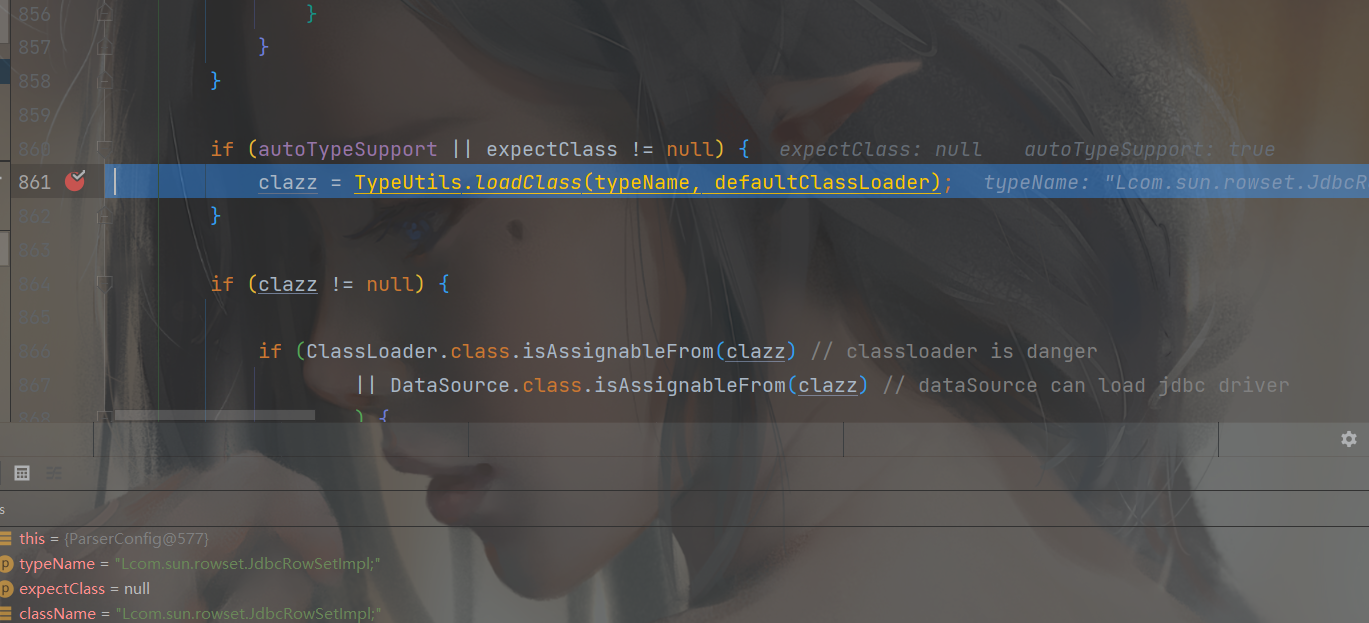 856 }
857 }
858 }
859
860 if (autoTypeSupport || expectClass != null) { expectClass: null autoTypeSupport: true
861 clazz = TypeUtils.loadClass(typeName, defaultClassLoader); typeName: "Lcom.sun.rowset.JdbcR
862 }
863
864 if (clazz != null) {
865
866 if (ClassLoader.class.isAssignableFrom(clazz) // classloader is danger
867 || DataSource.class.isAssignableFrom(clazz) // dataSource can load jdbc driver
868 ) {
s
this = {ParserConfig@577}
p typeName = "Lcom.sun.rowset.JdbcRowSetImpl;"
p expectClass = null
className = "Lcom.sun.rowset.JdbcRowSetImpl;"